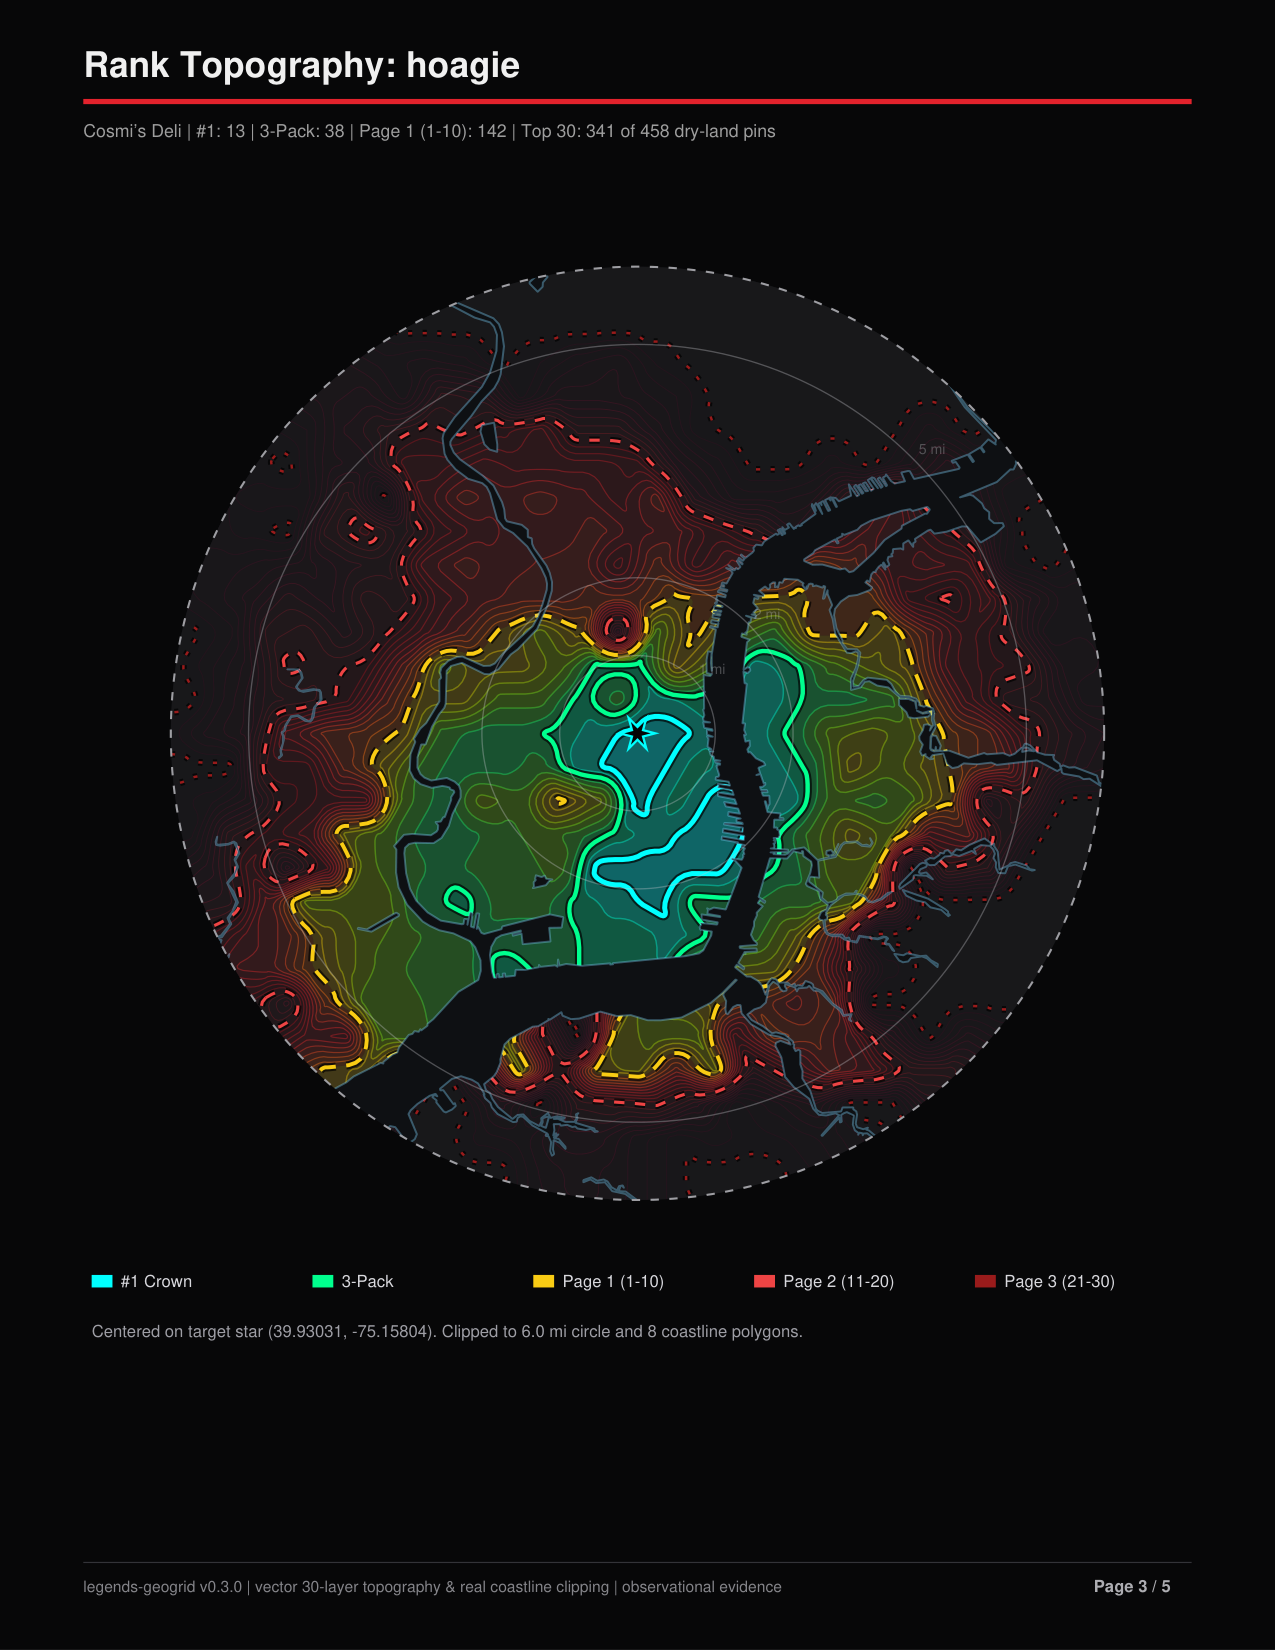 Rank Topography: hoagie
Cosmi's Deli | #1: 13 | 3-Pack: 38 | Page 1 (1-10): 142 | Top 30: 341 of 458 dry-land pins
5 mi
mi
mi
#1 Crown
3-Pack
Page 1 (1-10)
Page 2 (11-20)
Page 3 (21-30)
Centered on target star (39.93031, -75.15804). Clipped to 6.0 mi circle and 8 coastline polygons.
legends-geogrid v0.3.0 | vector 30-layer topography & real coastline clipping | observational evidence
Page 3 / 5